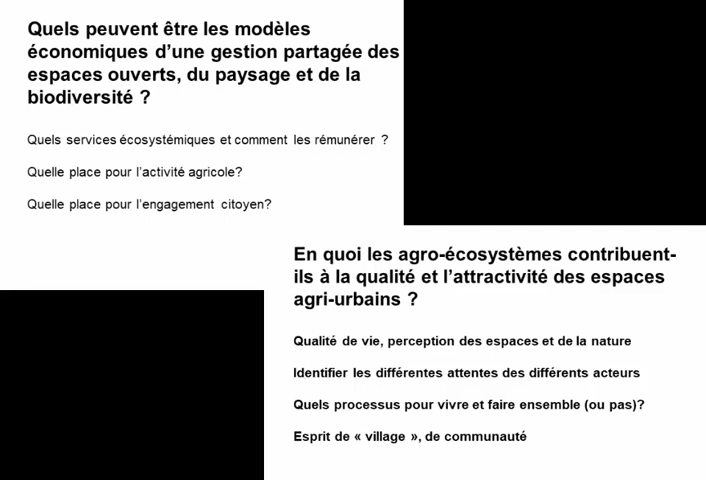 Quels peuvent être les modèles
économiques d’une gestion partagée des
espaces ouverts, du paysage et de la
biodiversité ?
Quels services écosystémiques et comment les rémunérer ?
Quelle place pour l’activité agricole?
Quelle place pour l’engagement citoyen?
En quoi les agro-écosystèmes contribuent-
ils à la qualité et l’attractivité des espaces
agri-urbains ?
Qualité de vie, perception des espaces et de la nature
Identifier les différentes attentes des différents acteurs
Quels processus pour vivre et faire ensemble (ou pas)?
Esprit de « village », de communauté